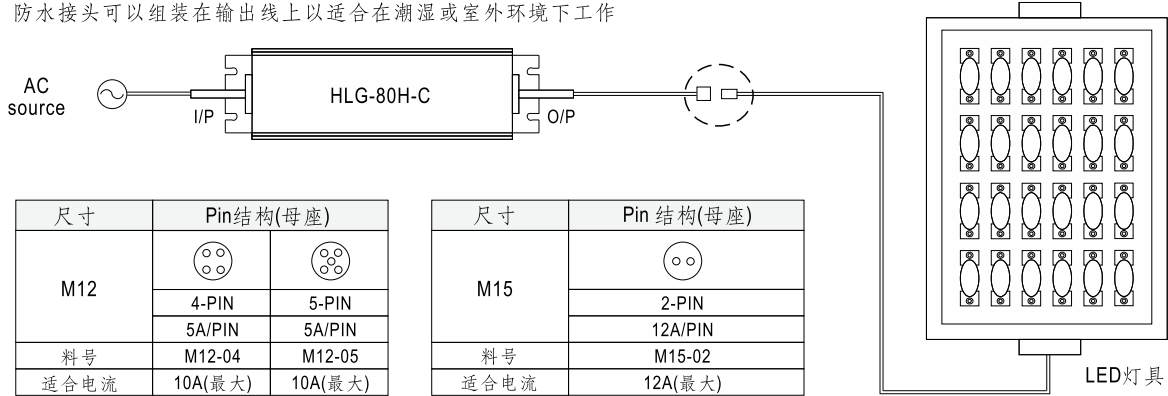 防水接头可以组装在输出线上以适合在潮湿或室外环境下工作
AC
source
I/P
HLG-80H-C
O/P
LED灯具
尺寸 Pin结构(母座)
M12
4-PIN 5-PIN
5A/PIN 5A/PIN
料号 M12-04 M12-05
适合电流 10A(最大) 10A(最大)
尺寸 Pin 结构(母座)
M15
2-PIN
12A/PIN
料号 M15-02
适合电流 12A(最大)